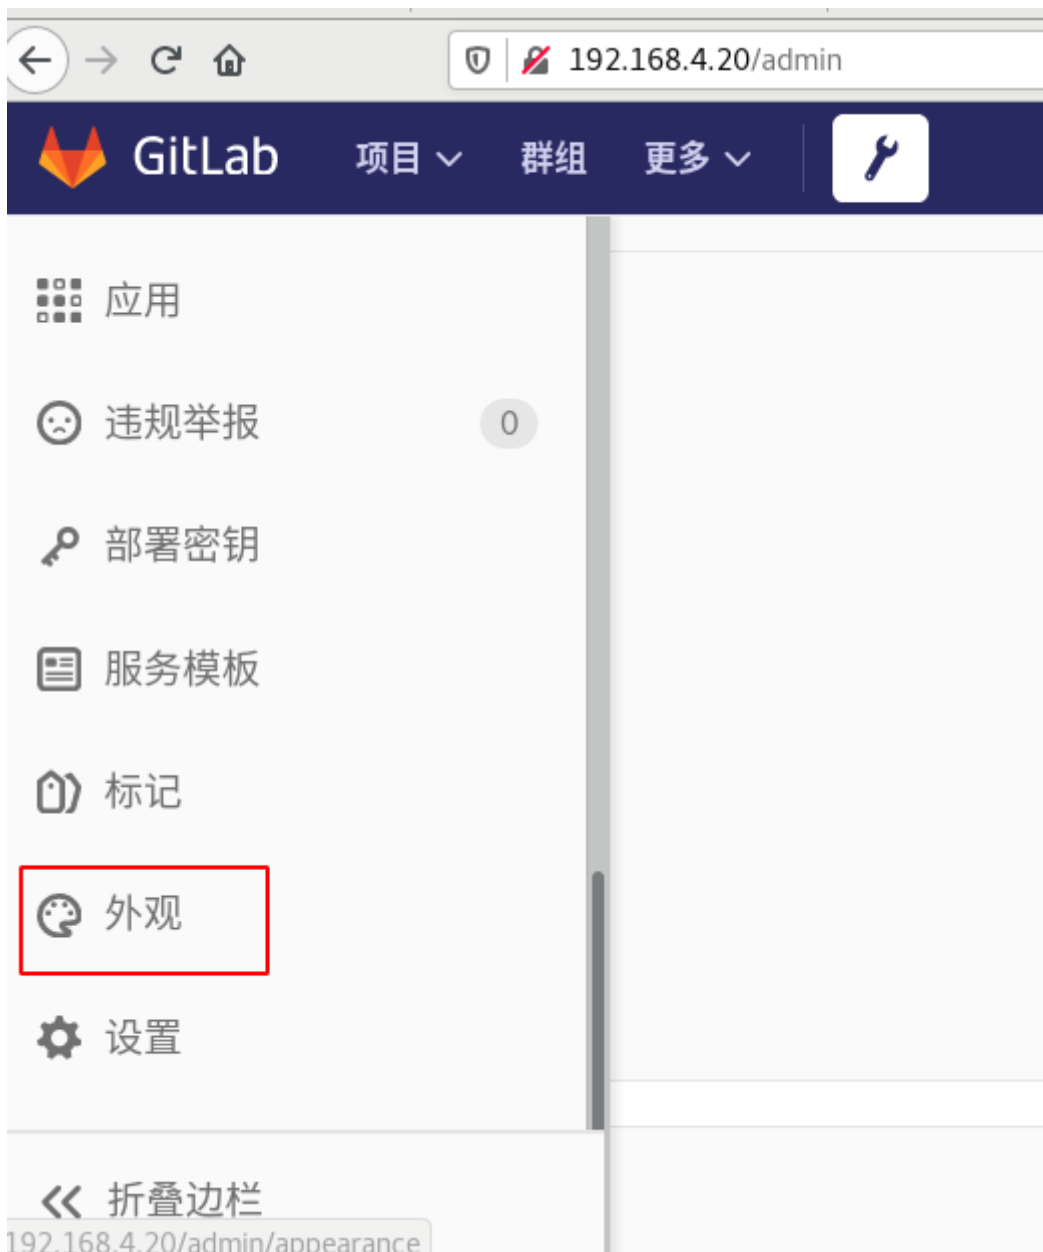 192.168.4.20/admin
GitLab 项目 群组 更多
应用
违规举报 0
部署密钥
服务模板
标记
外观
设置
折叠边栏
192.168.4.20/admin/appearance